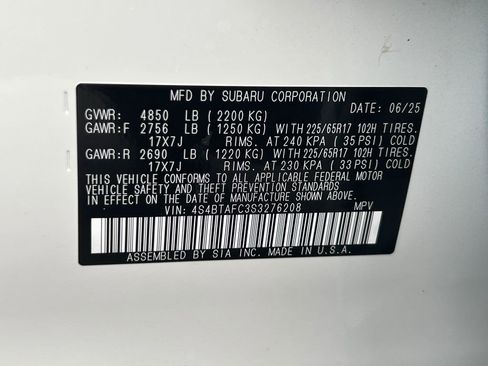 MFD BY SUBARU CORPORATION
DATE: 06/25
GVWR: 4850 LB ( 2200 KG)
GAWR:F 2756 LB ( 1250 KG) WITH 225/65R17 102H TIRES.
17X7J RIMS. AT 240 KPA ( 35 PSI) COLD
GAWR:R 2690 LB ( 1220 KG) WITH 225/65R17 102H TIRES.
17X7J RIMS. AT 230 KPA ( 33 PSI) COLD
THIS VEHICLE CONFORMS TO ALL APPLICABLE FEDERAL MOTOR
VEHICLE SAFETY AND THEFT PREVENTION STANDARDS
IN EFFECT ON THE DATE OF MANUFACTURE SHOWN ABOVE.
VIN: 4S4BTAFC3S3276208 MPV
ASSEMBLED BY SIA INC. MADE IN U.S.A.